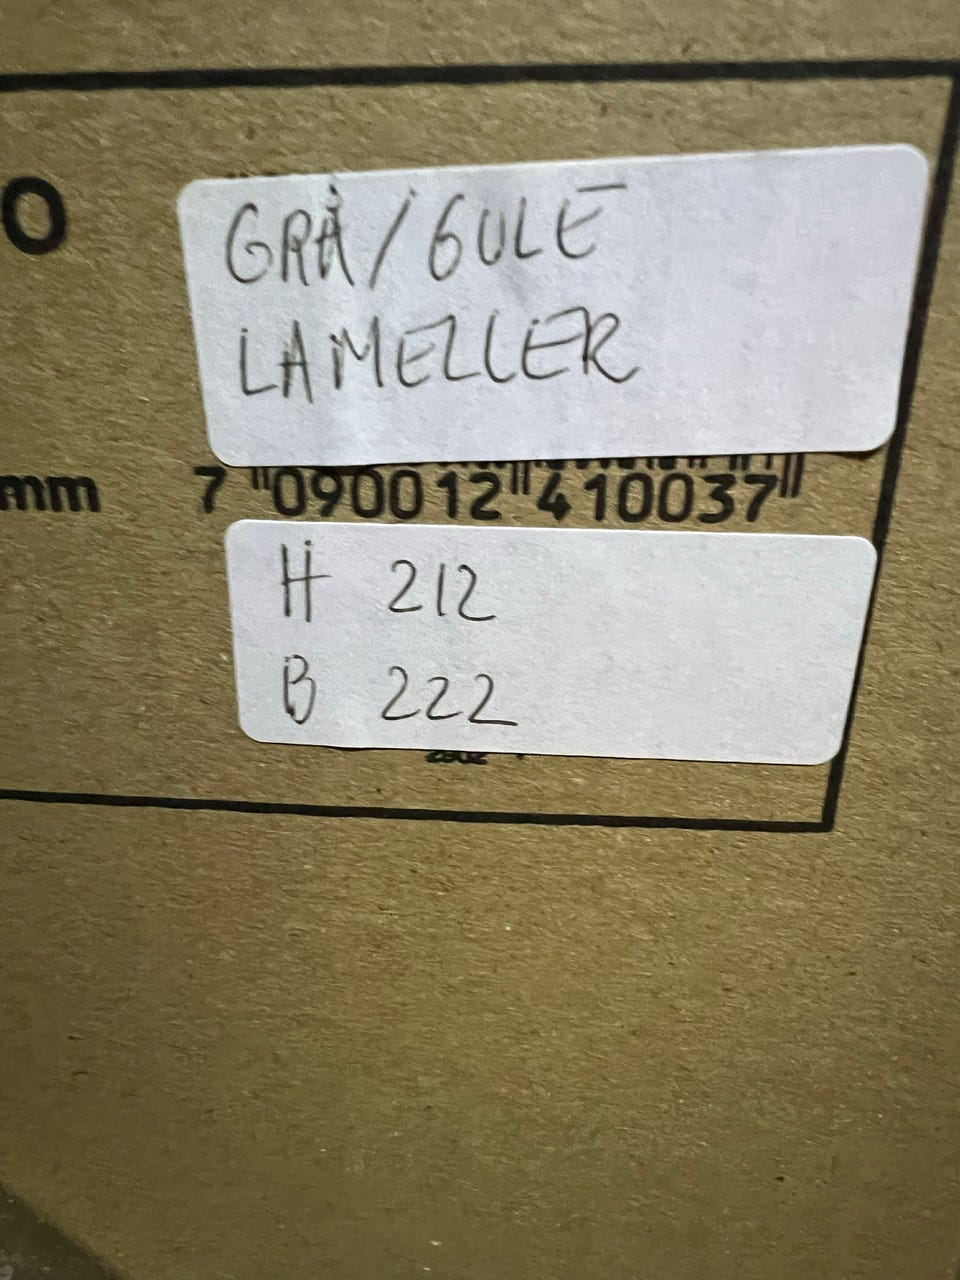 O
GRÅ/GULE
LAMELLER
mm 7 090012 410037
H 212
B 222